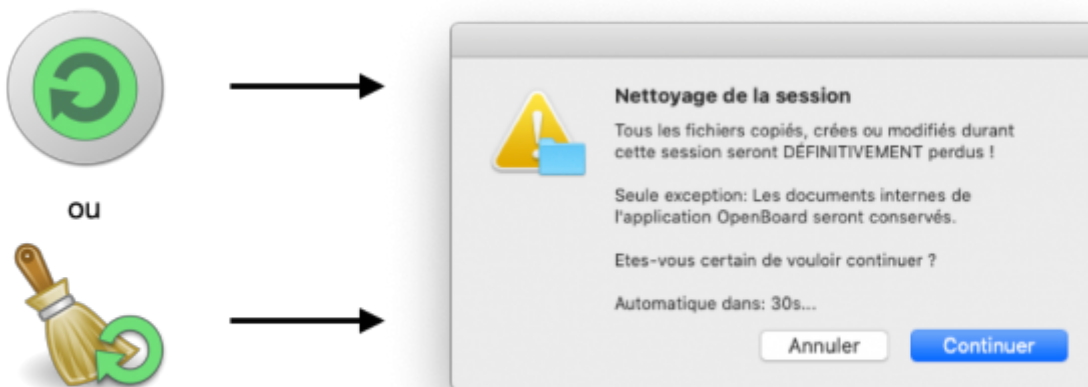 ou
Nettoyage de la session
Tous les fichiers copiés, crées ou modifiés durant
cette session seront DÉFINITIVEMENT perdus !
Seule exception: Les documents internes de
l'application OpenBoard seront conservés.
Etes-vous certain de vouloir continuer ?
Automatique dans: 30s...
Annuler
Continuer